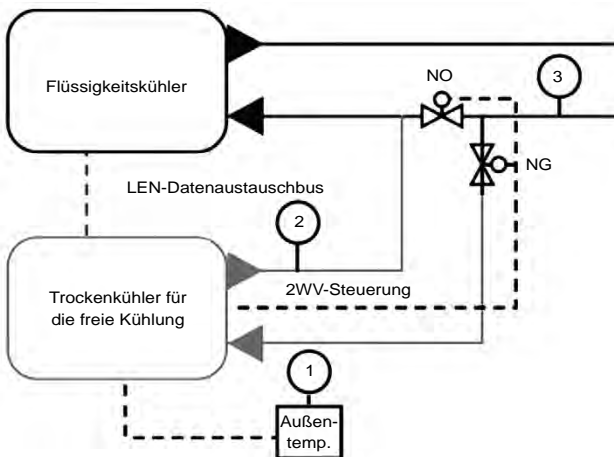 Flüssigkeitskühler
NO
3
NG
LEN-Datenaustauschbus
2
Trockenkühler für
die freie Kühlung
2WV-Steuerung
1
Außen-
temp.